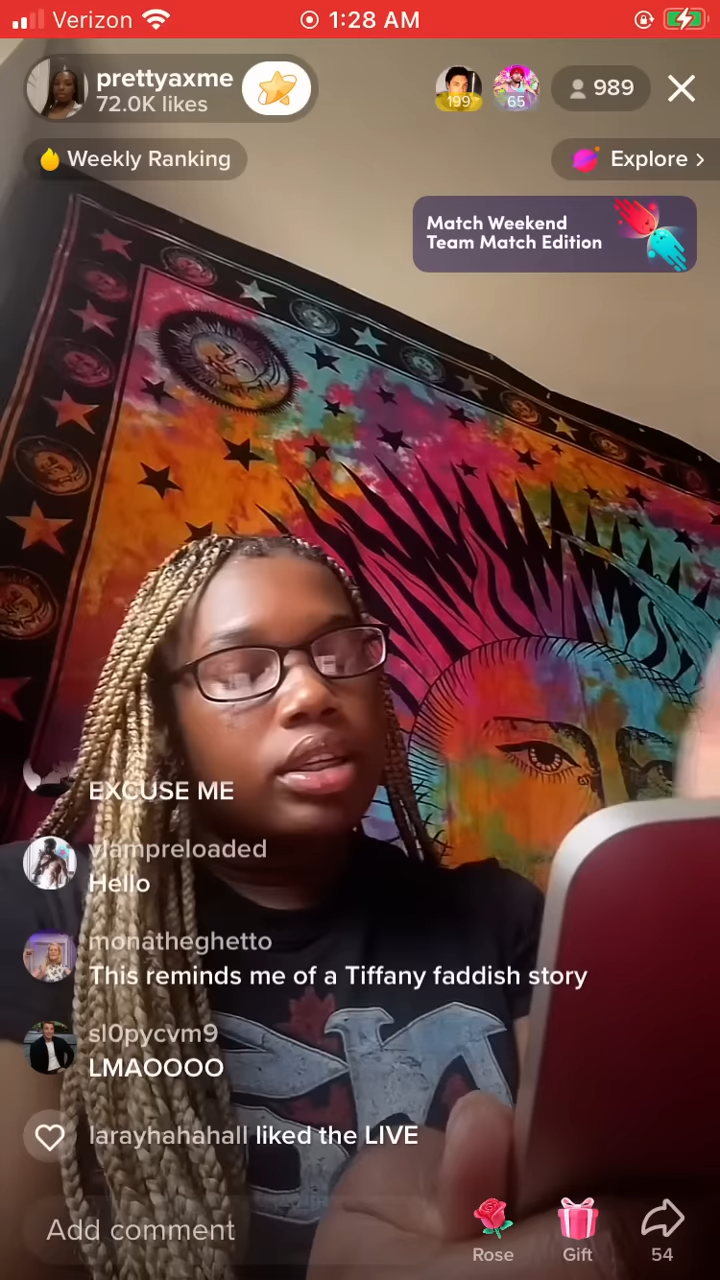 Verizon 1:28 AM
prettyaxme
72.0K likes
199
65
989
Weekly Ranking
Explore >
Match Weekend
Team Match Edition
EXCUSE ME
vlampreloaded
Hello
monatheghetto
This reminds me of a Tiffany faddish story
sl0pycvm9
LMAOOOO
larayhahahall liked the LIVE
Add comment
Rose
Gift
54